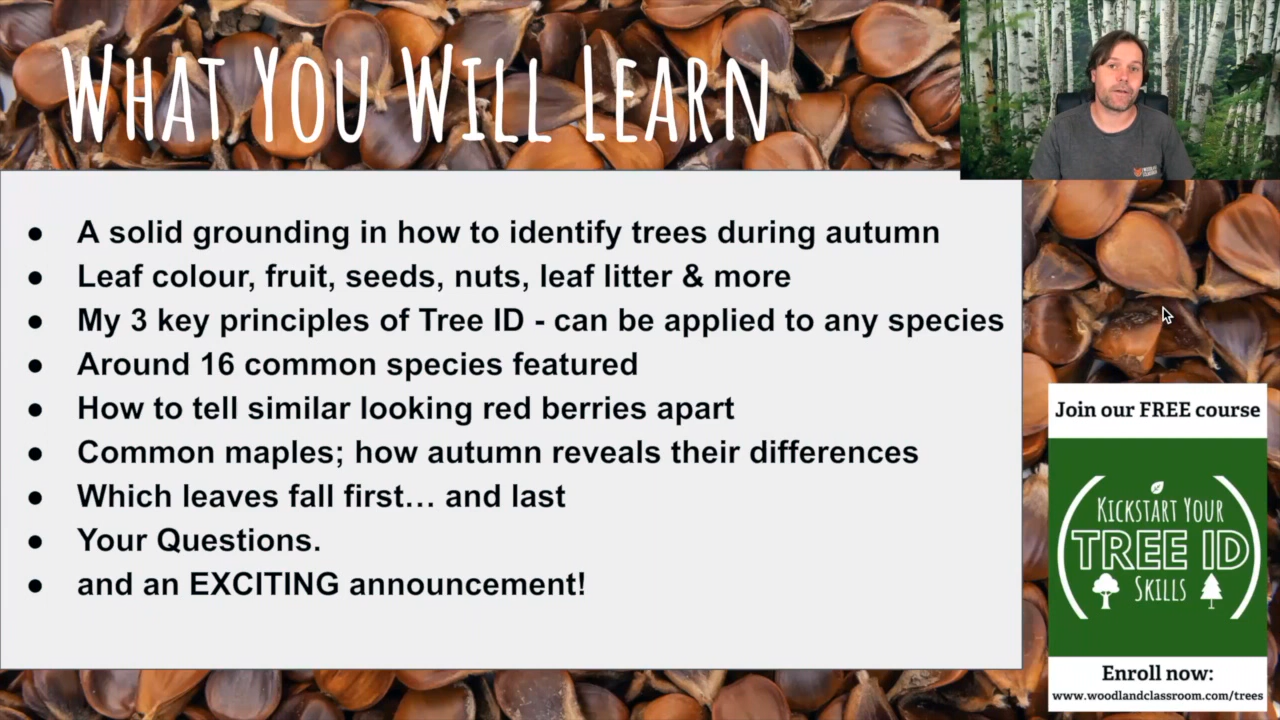 WHAT YOU WILL LEARN
● A solid grounding in how to identify trees during autumn
● Leaf colour, fruit, seeds, nuts, leaf litter & more
● My 3 key principles of Tree ID - can be applied to any species
● Around 16 common species featured
● How to tell similar looking red berries apart
● Common maples; how autumn reveals their differences
● Which leaves fall first… and last
● Your Questions.
● and an EXCITING announcement!
Join our FREE course
KICKSTART YOUR
TREE ID
SKILLS
Enroll now:
www.woodlandclassroom.com/trees